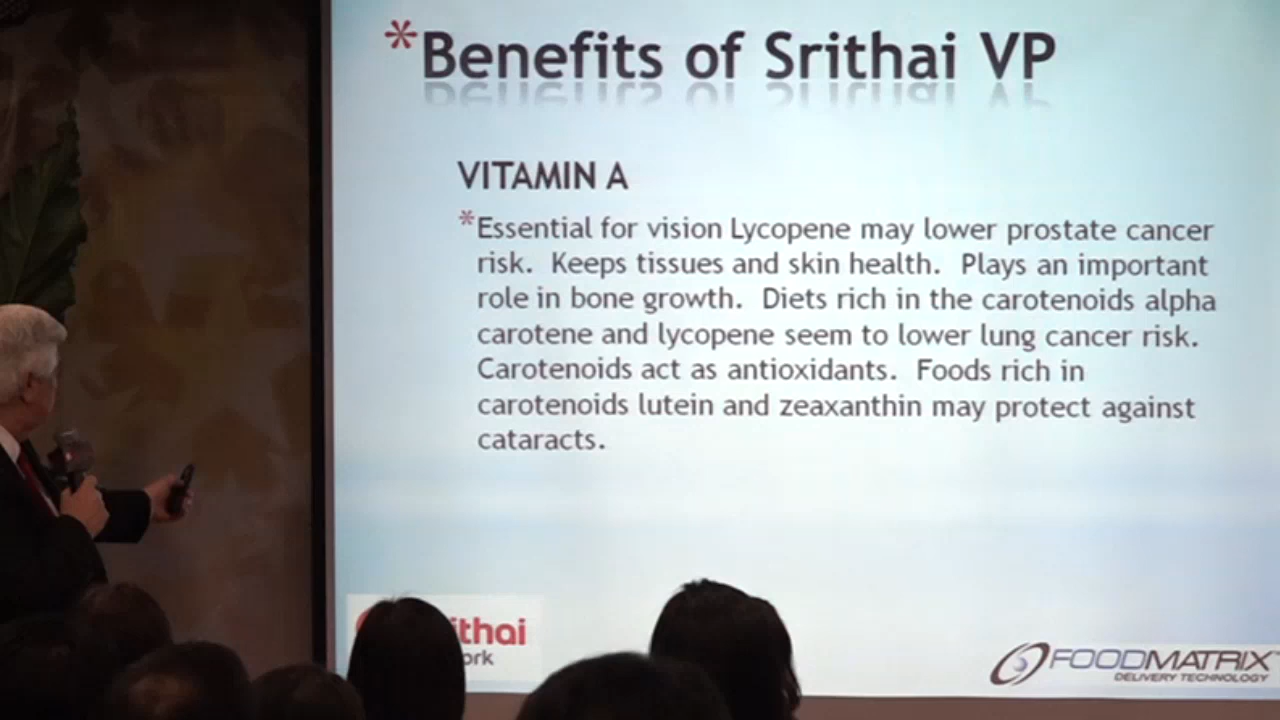 *Benefits of Srithai VP
VITAMIN A
*Essential for vision Lycopene may lower prostate cancer
risk. Keeps tissues and skin health. Plays an important
role in bone growth. Diets rich in the carotenoids alpha
carotene and lycopene seem to lower lung cancer risk.
Carotenoids act as antioxidants. Foods rich in
carotenoids lutein and zeaxanthin may protect against
cataracts.
FOODMATRIX™
DELIVERY TECHNOLOGY